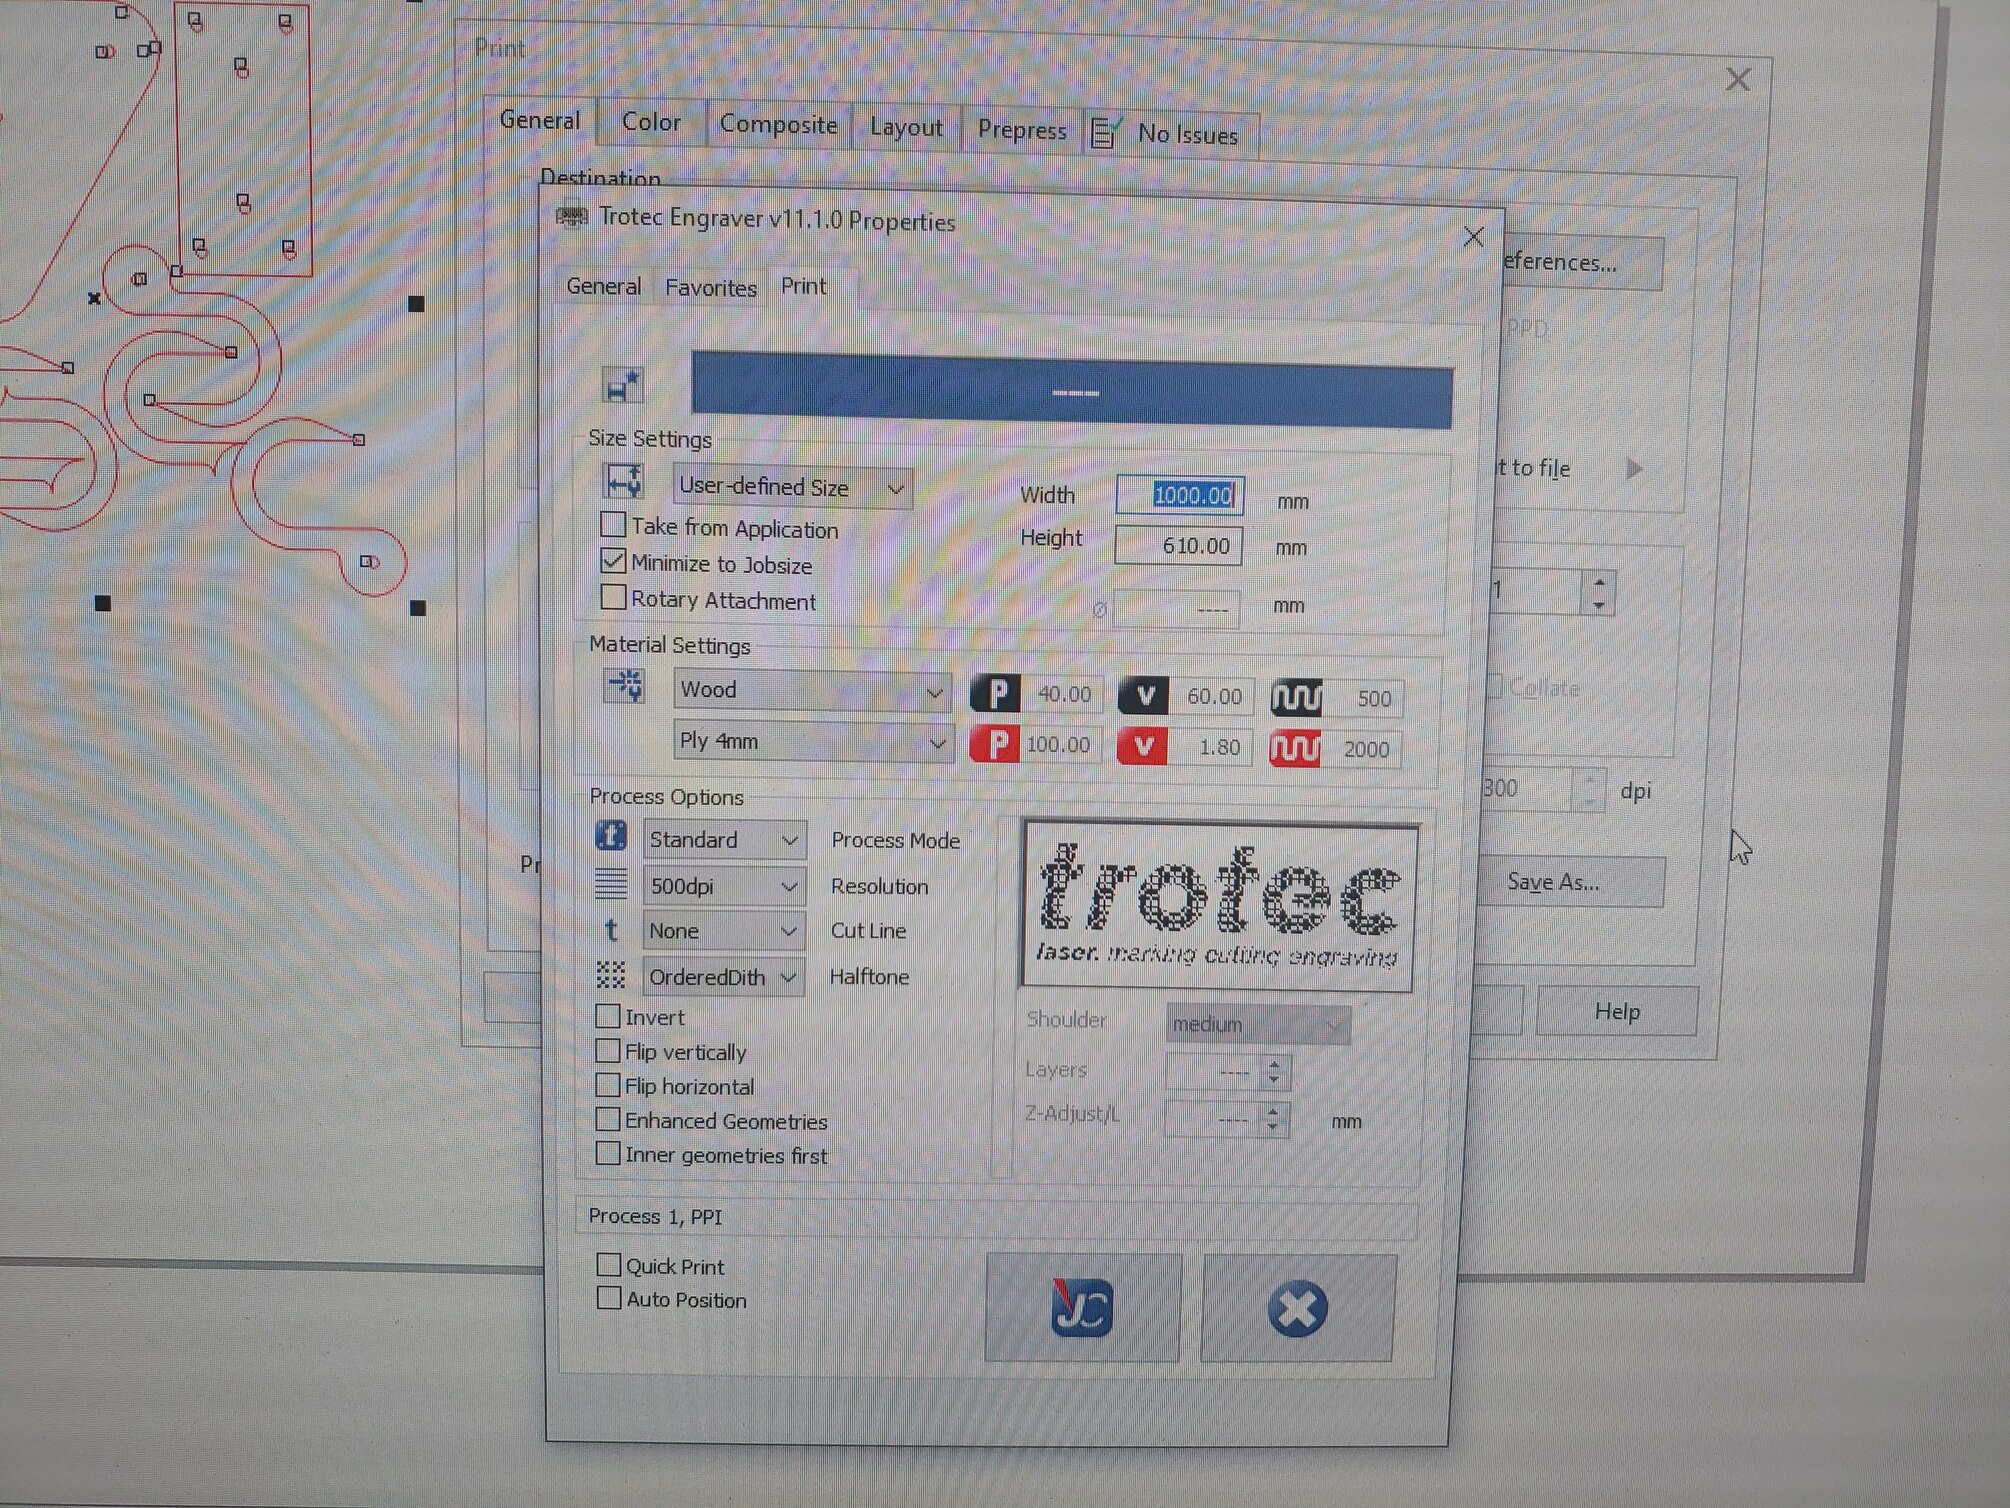 Print
General Color Composite Layout Prepress No Issues
Destination
Trotec Engraver v11.1.0 Properties
eferences...
General Favorites Print
PPD
---
Size Settings
t to file
User-defined Size Width 1000.00 mm
Take from Application Height 610.00 mm
Minimize to Jobsize
1
Rotary Attachment ---- mm
Material Settings
Wood P 40.00 V 60.00 500
Collate
Ply 4mm P 100.00 V 1.80 2000
Process Options
300 dpi
t Standard Process Mode
trotec
laser. marking cutting engraving
500dpi Resolution
Save As...
Pr
t None Cut Line
OrderedDith Halftone
Invert
Shoulder medium
Help
Flip vertically
Layers ----
Flip horizontal
Z-Adjust/L ---- mm
Enhanced Geometries
Inner geometries first
Process 1, PPI
Quick Print
Auto Position
JC